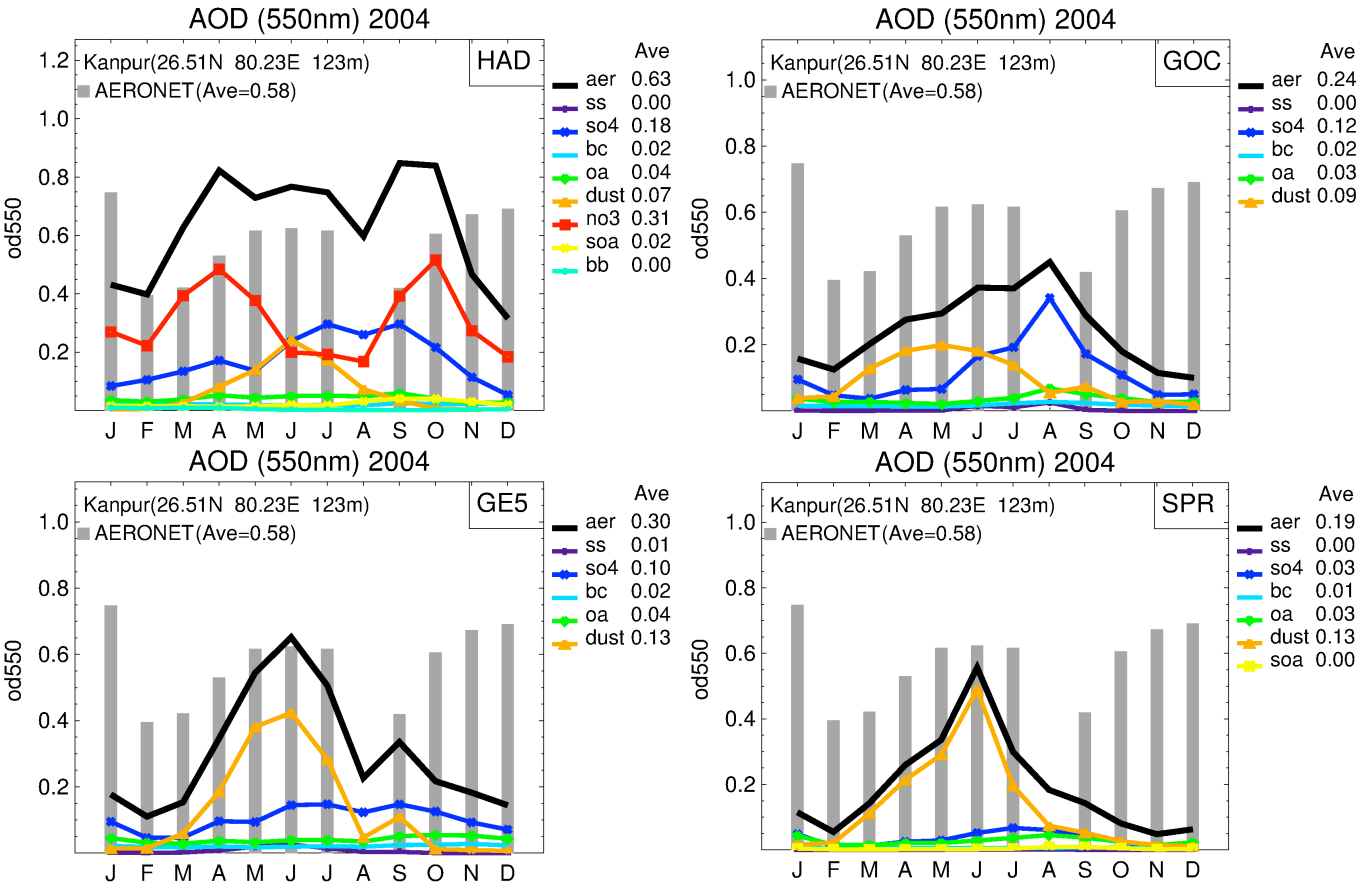 AOD (550nm) 2004
Kanpur(26.51N 80.23E 123m)
HAD
AERONET(Ave=0.58)
od550
1.2
1.0
0.8
0.6
0.4
0.2
J F M A M J J A S O N D
Ave
aer 0.63
ss 0.00
so4 0.18
bc 0.02
oa 0.04
dust 0.07
no3 0.31
soa 0.02
bb 0.00
AOD (550nm) 2004
Kanpur(26.51N 80.23E 123m)
GOC
AERONET(Ave=0.58)
od550
1.0
0.8
0.6
0.4
0.2
J F M A M J J A S O N D
Ave
aer 0.24
ss 0.00
so4 0.12
bc 0.02
oa 0.03
dust 0.09
AOD (550nm) 2004
Kanpur(26.51N 80.23E 123m)
GE5
AERONET(Ave=0.58)
od550
1.0
0.8
0.6
0.4
0.2
J F M A M J J A S O N D
Ave
aer 0.30
ss 0.01
so4 0.10
bc 0.02
oa 0.04
dust 0.13
AOD (550nm) 2004
Kanpur(26.51N 80.23E 123m)
SPR
AERONET(Ave=0.58)
od550
1.0
0.8
0.6
0.4
0.2
J F M A M J J A S O N D
Ave
aer 0.19
ss 0.00
so4 0.03
bc 0.01
oa 0.03
dust 0.13
soa 0.00